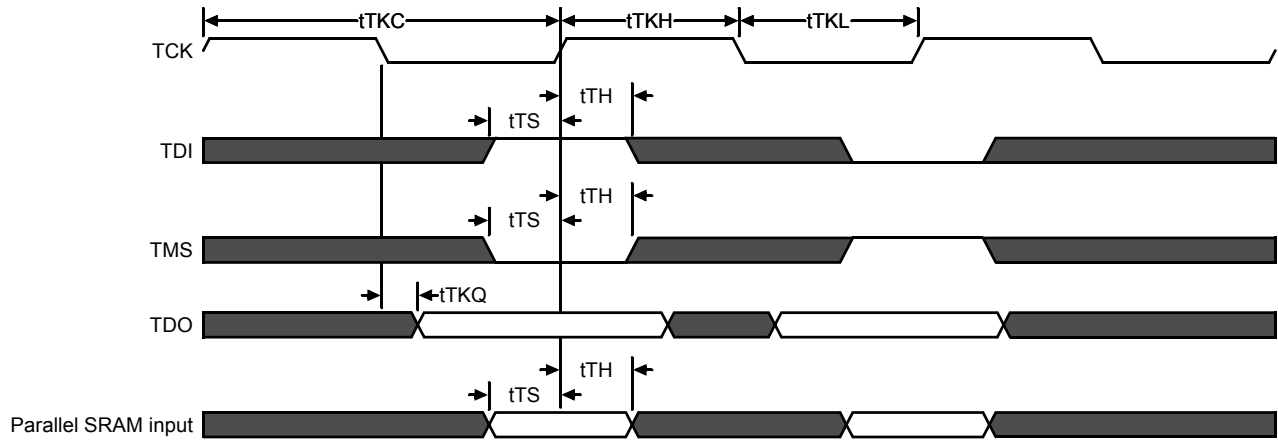 tTKC tTKH tTKL
TCK
tTH
tTS
TDI
tTH
tTS
TMS
tTKQ
TDO
tTH
tTS
Parallel SRAM input